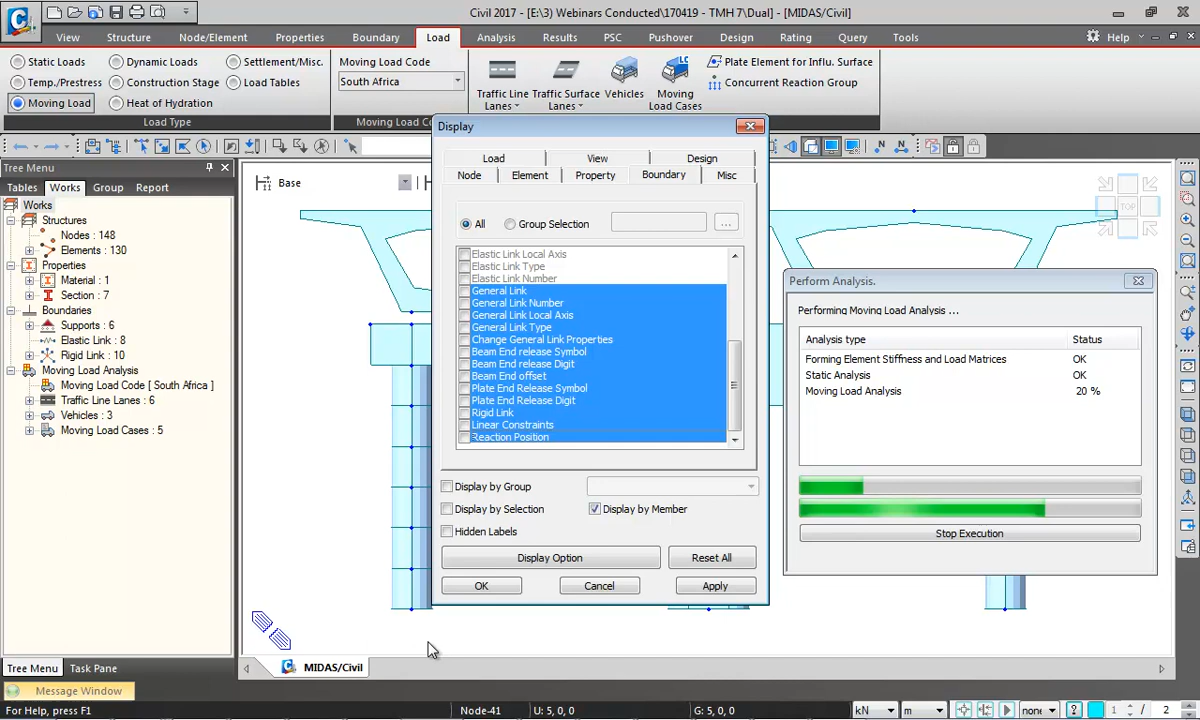 Civil 2017 - [E:\3) Webinars Conducted\170419 - TMH 7\Dual] - [MIDAS/Civil]
View Structure Node/Element Properties Boundary Load Analysis Results PSC Pushover Design Rating Query Tools Help
Static Loads Dynamic Loads Settlement/Misc. Moving Load Code
Temp./Prestress Construction Stage Load Tables South Africa
Moving Load Heat of Hydration
Traffic Line Lanes Traffic Surface Lanes Vehicles Moving Load Cases
Plate Element for Influ. Surface
Concurrent Reaction Group
Load Type Moving Load Co
Tree Menu
Tables Works Group Report
Works
Structures
Nodes : 148
Elements : 130
Properties
Material : 1
Section : 7
Boundaries
Supports : 6
Elastic Link : 8
Rigid Link : 10
Moving Load Analysis
Moving Load Code [ South Africa ]
Traffic Line Lanes : 6
Vehicles : 3
Moving Load Cases : 5
Base
TOP
Display
Load View Design
Node Element Property Boundary Misc
All Group Selection ...
Elastic Link Local Axis
Elastic Link Type
Elastic Link Number
General Link
General Link Number
General Link Local Axis
General Link Type
Change General Link Properties
Beam End release Symbol
Beam End release Digit
Beam End offset
Plate End Release Symbol
Plate End Release Digit
Rigid Link
Linear Constraints
Reaction Position
Display by Group
Display by Selection Display by Member
Hidden Labels
Display Option Reset All
OK Cancel Apply
Perform Analysis.
Performing Moving Load Analysis ...
Analysis type Status
Forming Element Stiffness and Load Matrices OK
Static Analysis OK
Moving Load Analysis 20 %
Stop Execution
Tree Menu Task Pane
MIDAS/Civil
Message Window
For Help, press F1 Node-41 U: 5, 0, 0 G: 5, 0, 0 kN m none ? 1 / 2